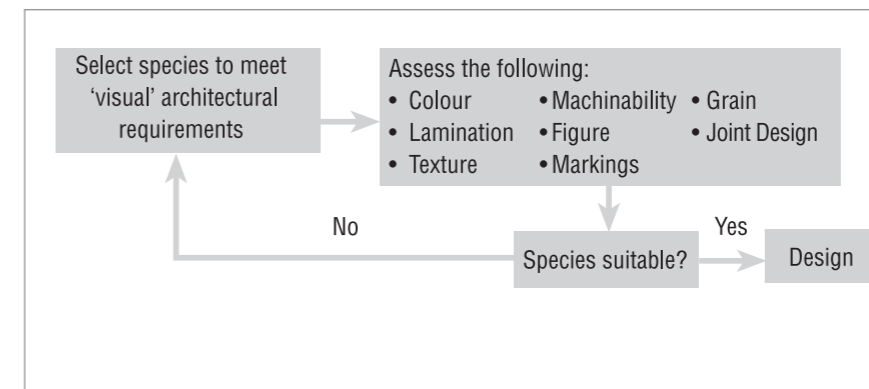 Select species to meet
‘visual’ architectural
requirements
Assess the following:
• Colour • Machinability • Grain
• Lamination • Figure • Joint Design
• Texture • Markings
No
Yes
Species suitable?
Design